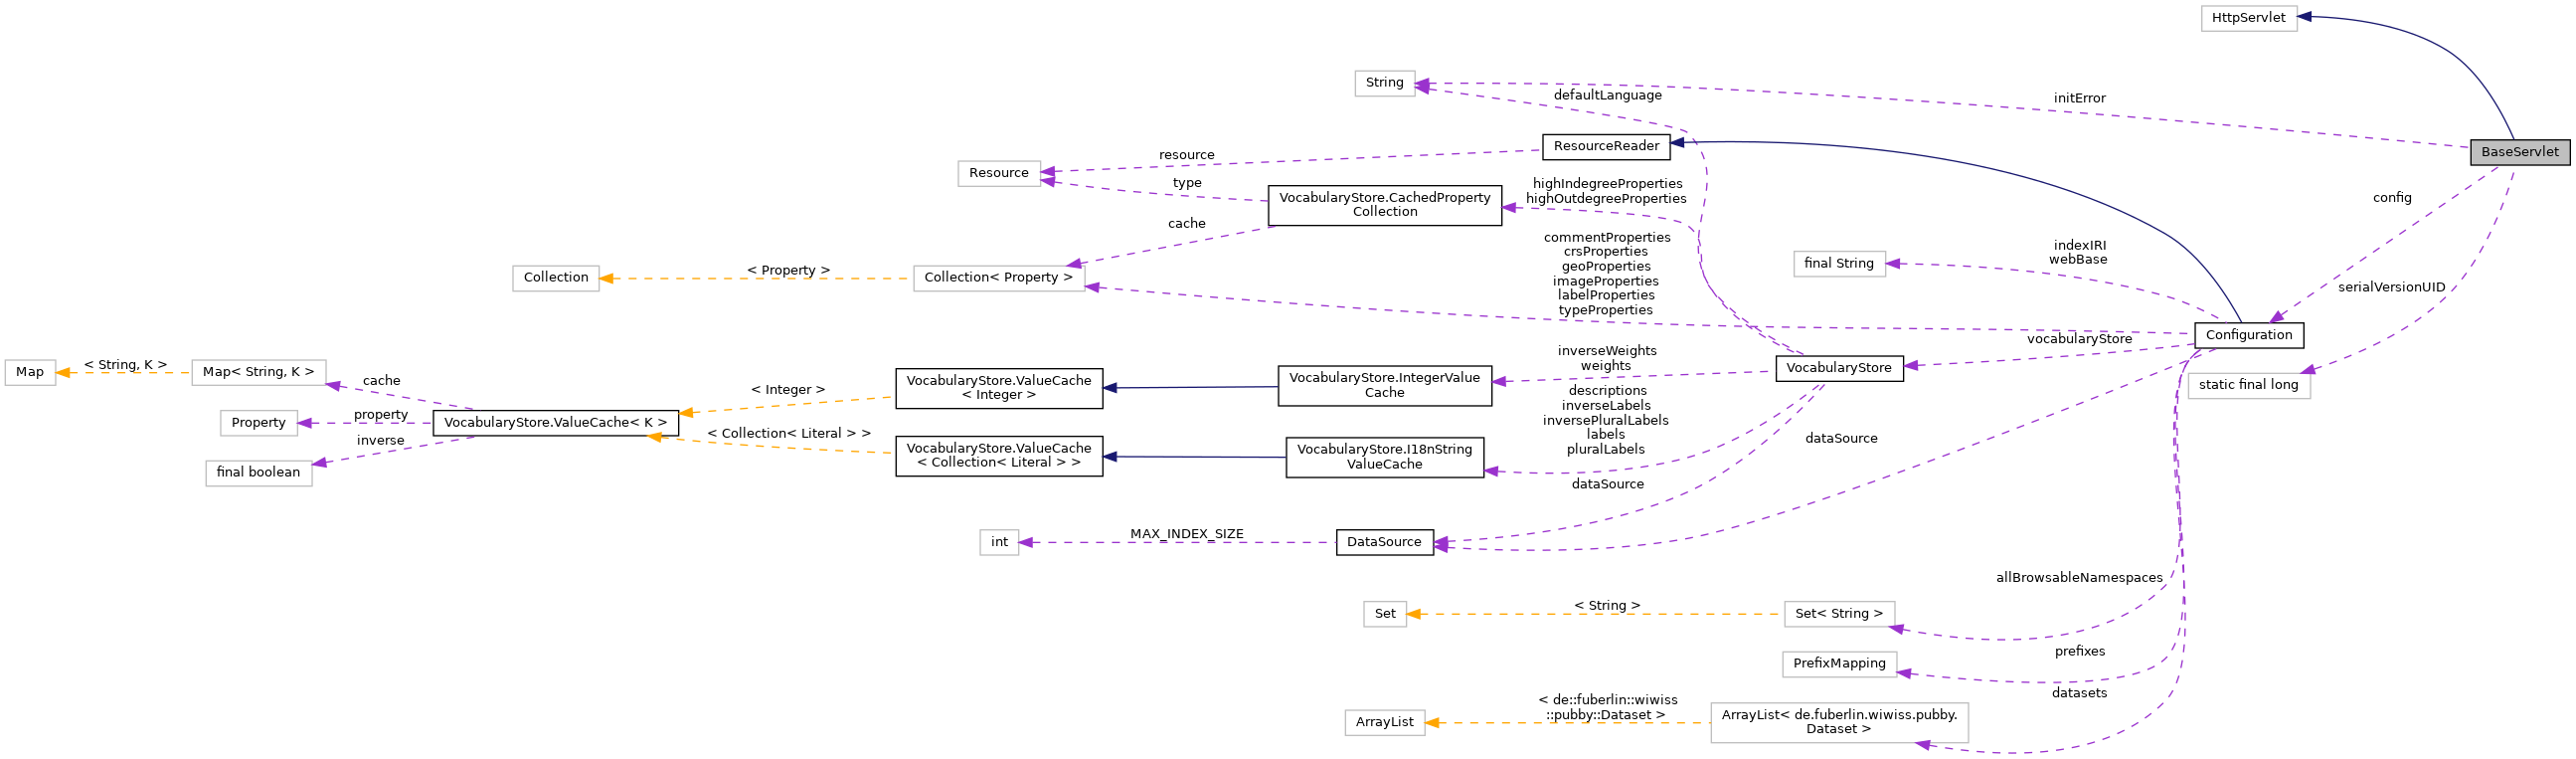 HttpServlet
String
defaultLanguage
initError
ResourceReader
BaseServlet
resource
Resource
type
highIndegreeProperties
highOutdegreeProperties
VocabularyStore.CachedProperty
Collection
config
cache
commentProperties
crsProperties
geoProperties
imageProperties
labelProperties
typeProperties
indexIRI
webBase
final String
Collection
< Property >
Collection< Property >
serialVersionUID
Configuration
vocabularyStore
Map
< String, K >
Map< String, K >
cache
inverseWeights
weights
VocabularyStore
static final long
VocabularyStore.ValueCache
< Integer >
VocabularyStore.IntegerValue
Cache
< Integer >
descriptions
inverseLabels
inversePluralLabels
labels
pluralLabels
Property
property
VocabularyStore.ValueCache< K >
inverse
< Collection< Literal > >
final boolean
VocabularyStore.ValueCache
< Collection< Literal > >
VocabularyStore.I18nString
ValueCache
dataSource
dataSource
int
MAX_INDEX_SIZE
DataSource
allBrowsableNamespaces
Set
< String >
Set< String >
prefixes
PrefixMapping
datasets
ArrayList
< de::fuberlin::wiwiss
::pubby::Dataset >
ArrayList< de.fuberlin.wiwiss.pubby.
Dataset >